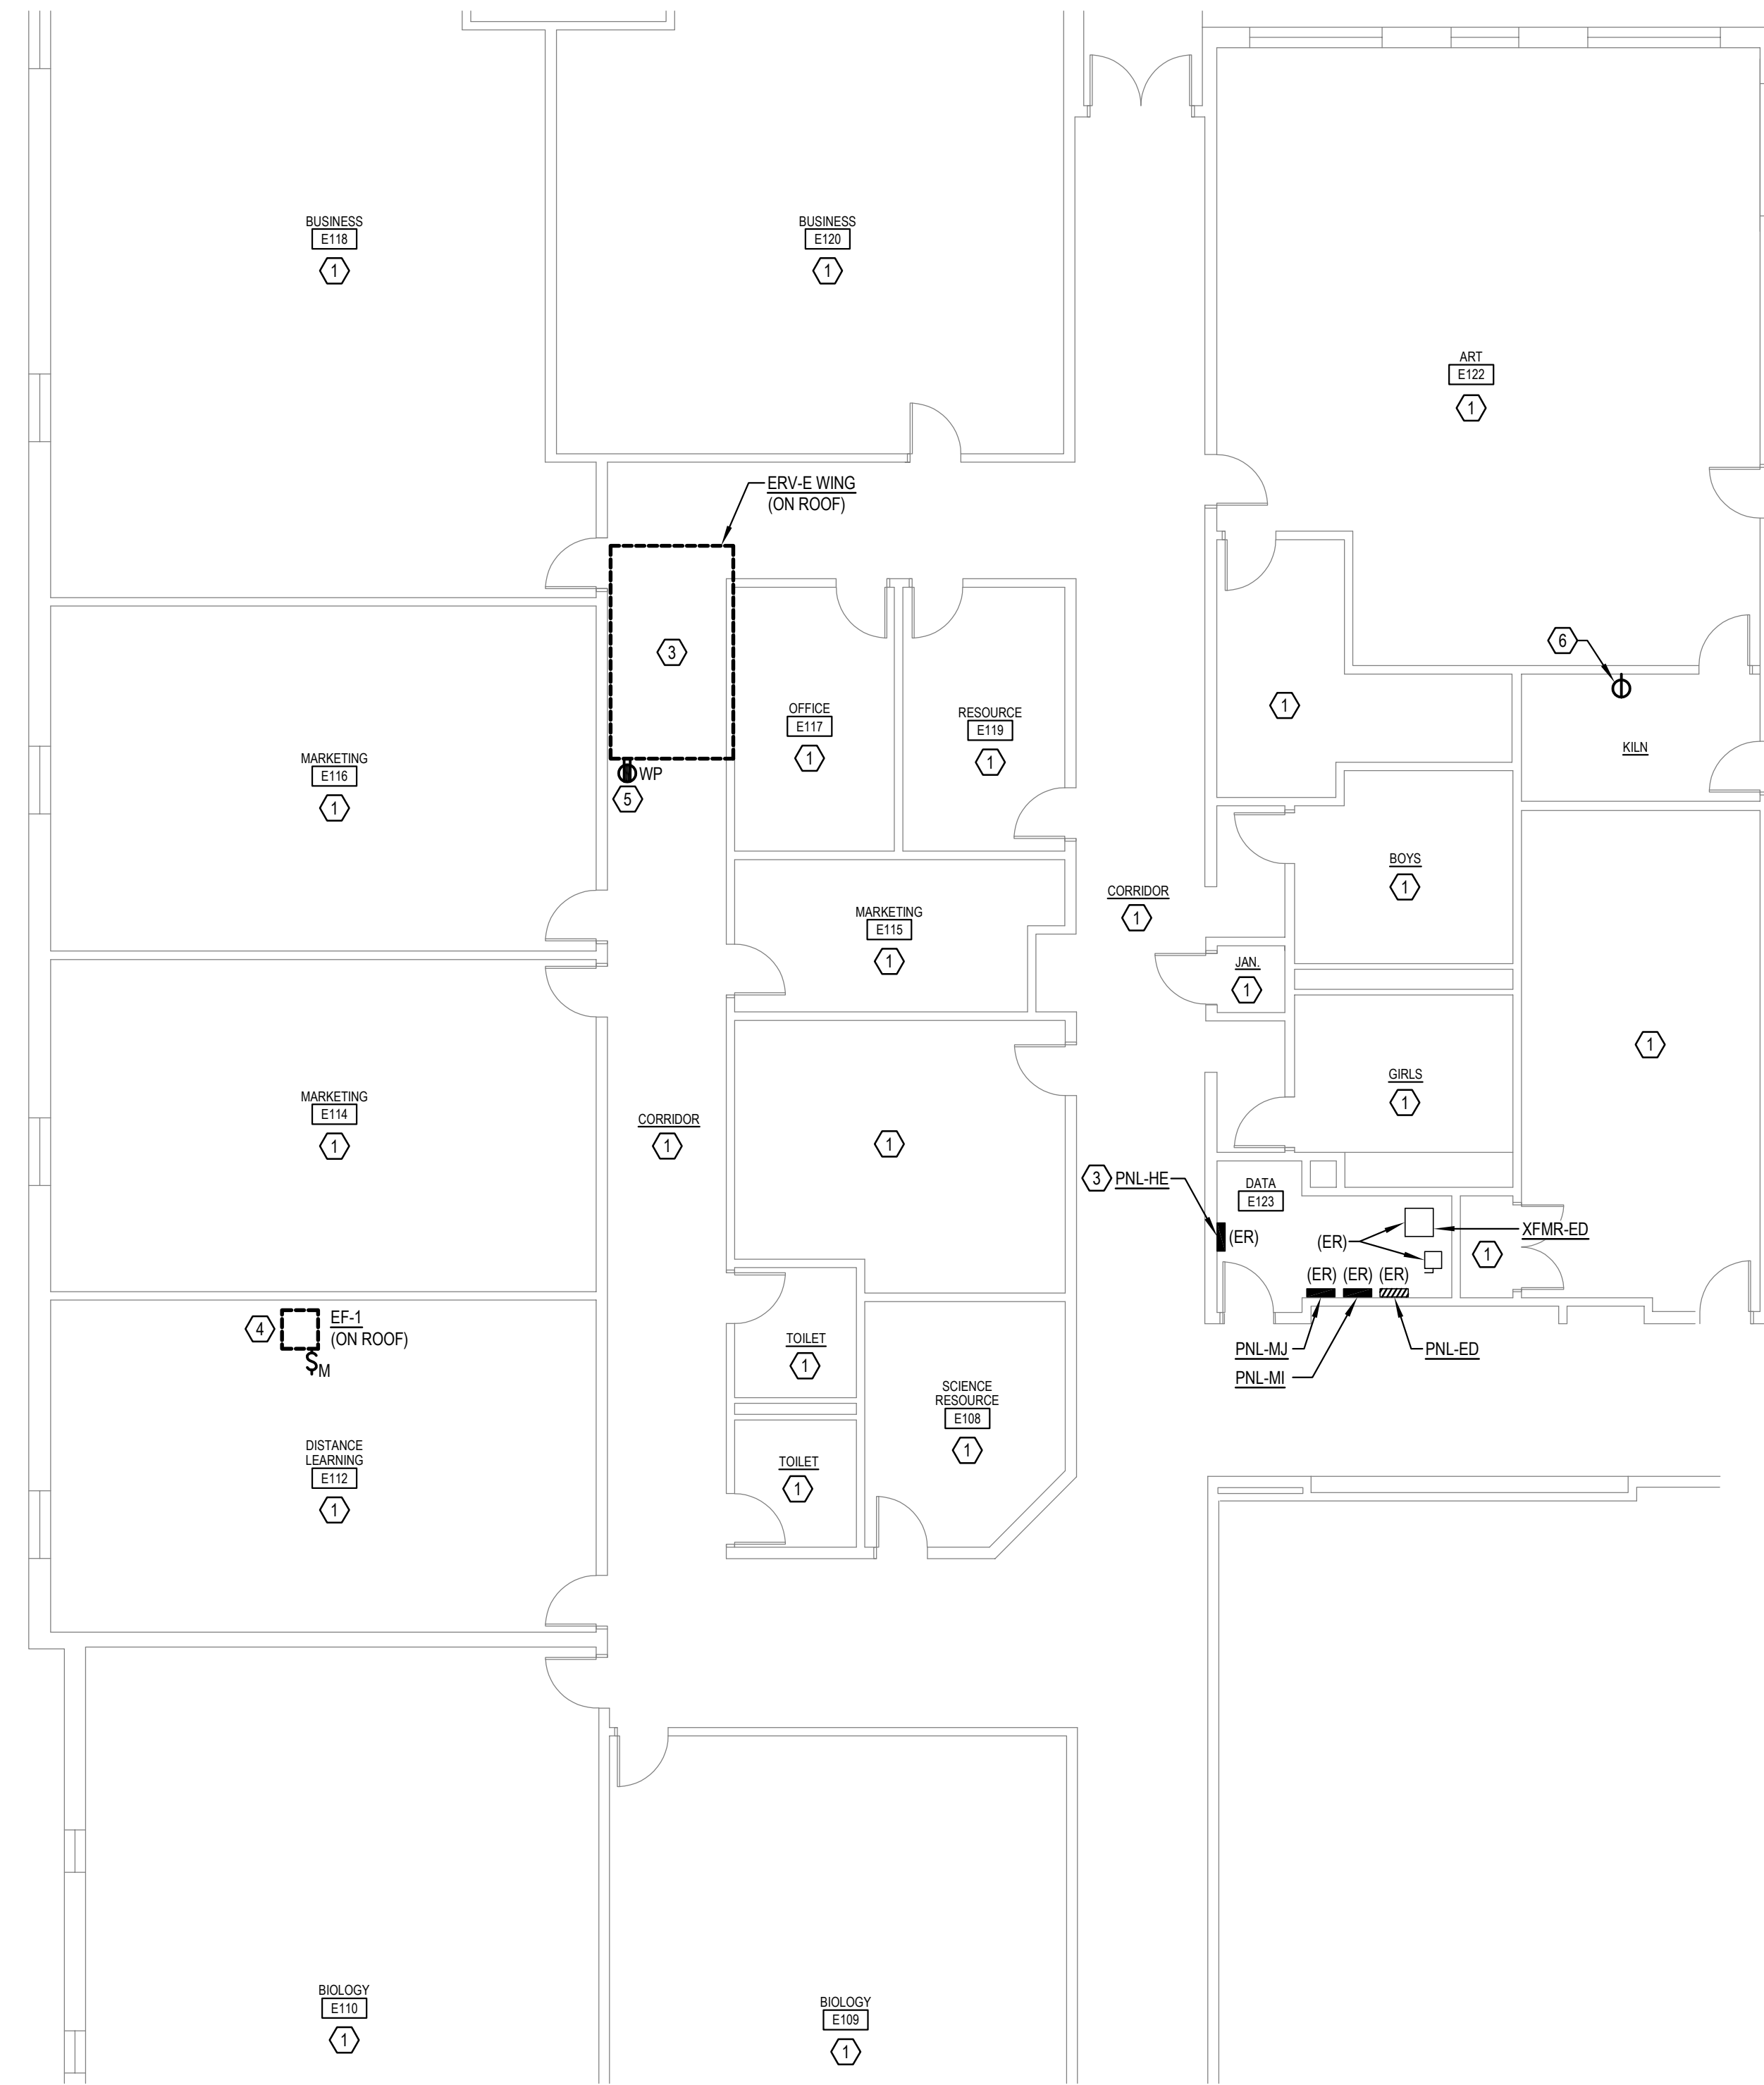 BUSINESS
E118
1
BUSINESS
E120
1
ART
E122
1
ERV-E WING
(ON ROOF)
3
WP
5
OFFICE
E117
1
RESOURCE
E119
1
1
6
KILN
MARKETING
E116
1
BOYS
1
CORRIDOR
1
MARKETING
E115
1
JAN.
1
1
GIRLS
1
MARKETING
E114
1
CORRIDOR
1
1
3 PNL-HE
(ER)
DATA
E123
(ER)
XFMR-ED
1
(ER) (ER) (ER)
PNL-MJ
PNL-MI
PNL-ED
4
EF-1
(ON ROOF)
$M
TOILET
1
SCIENCE
RESOURCE
E108
1
DISTANCE
LEARNING
E112
1
TOILET
1
BIOLOGY
E110
1
BIOLOGY
E109
1